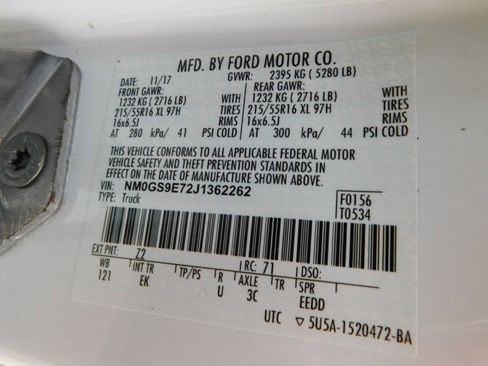 MFD. BY FORD MOTOR CO.
DATE: 11/17 GVWR: 2395 KG ( 5280 LB)
FRONT GAWR: REAR GAWR:
1232 KG ( 2716 LB) WITH 1232 KG ( 2716 LB) WITH
215/55R16 XL 97H TIRES 215/55R16 XL 97H TIRES
16x6.5J RIMS 16x6.5J RIMS
AT 280 kPa/ 41 PSI COLD AT 300 kPa/ 44 PSI COLD
THIS VEHICLE CONFORMS TO ALL APPLICABLE FEDERAL MOTOR
VEHICLE SAFETY AND THEFT PREVENTION STANDARDS IN
EFFECT ON THE DATE OF MANUFACTURE SHOWN ABOVE.
VIN: NM0GS9E72J1362262 F0156
TYPE: Truck T0534
EXT PNT: Z2 RC: 71 DSO:
WB INT TR TP/PS R AXLE TR SPR
121 EK U 3C EEDD
UTC ▽ 5U5A-1520472-BA